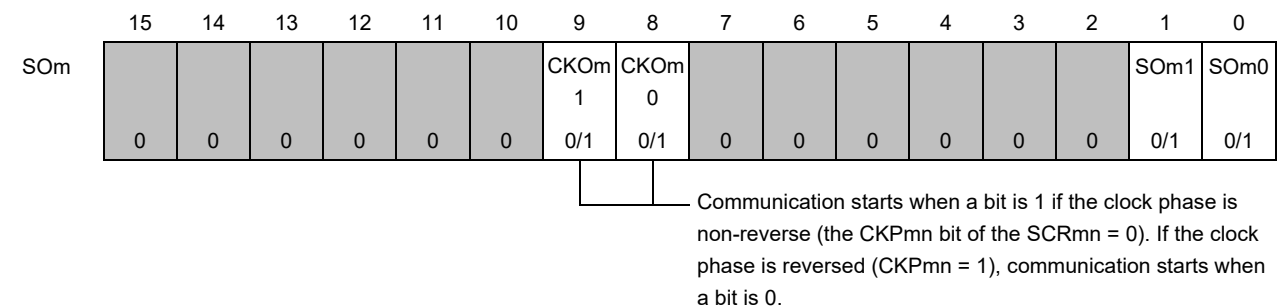 15 14 13 12 11 10 9 8 7 6 5 4 3 2 1 0
SOm CKOm CKOm SOm1 SOm0
1 0
0 0 0 0 0 0 0/1 0/1 0 0 0 0 0 0 0/1 0/1
Communication starts when a bit is 1 if the clock phase is
non-reverse (the CKPmn bit of the SCRmn = 0). If the clock
phase is reversed (CKPmn = 1), communication starts when
a bit is 0.